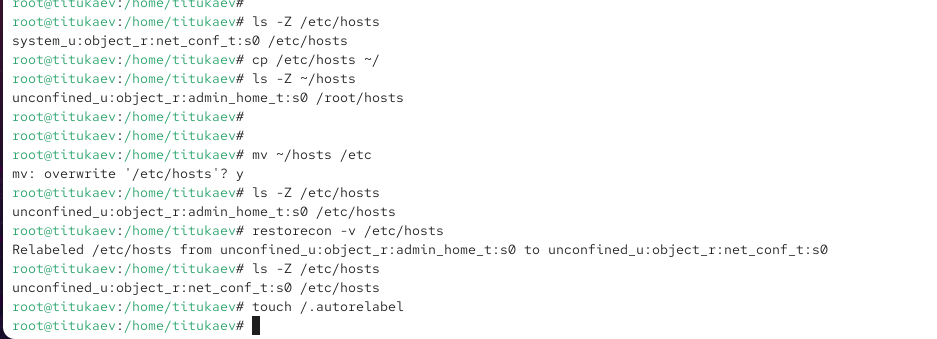 root@titukaev:/home/titukaev#
root@titukaev:/home/titukaev# ls -Z /etc/hosts
system_u:object_r:net_conf_t:s0 /etc/hosts
root@titukaev:/home/titukaev# cp /etc/hosts ~/
root@titukaev:/home/titukaev# ls -Z ~/hosts
unconfined_u:object_r:admin_home_t:s0 /root/hosts
root@titukaev:/home/titukaev#
root@titukaev:/home/titukaev#
root@titukaev:/home/titukaev# mv ~/hosts /etc
mv: overwrite '/etc/hosts'? y
root@titukaev:/home/titukaev# ls -Z /etc/hosts
unconfined_u:object_r:admin_home_t:s0 /etc/hosts
root@titukaev:/home/titukaev# restorecon -v /etc/hosts
Relabeled /etc/hosts from unconfined_u:object_r:admin_home_t:s0 to unconfined_u:object_r:net_conf_t:s0
root@titukaev:/home/titukaev# ls -Z /etc/hosts
unconfined_u:object_r:net_conf_t:s0 /etc/hosts
root@titukaev:/home/titukaev# touch /.autorelabel
root@titukaev:/home/titukaev#